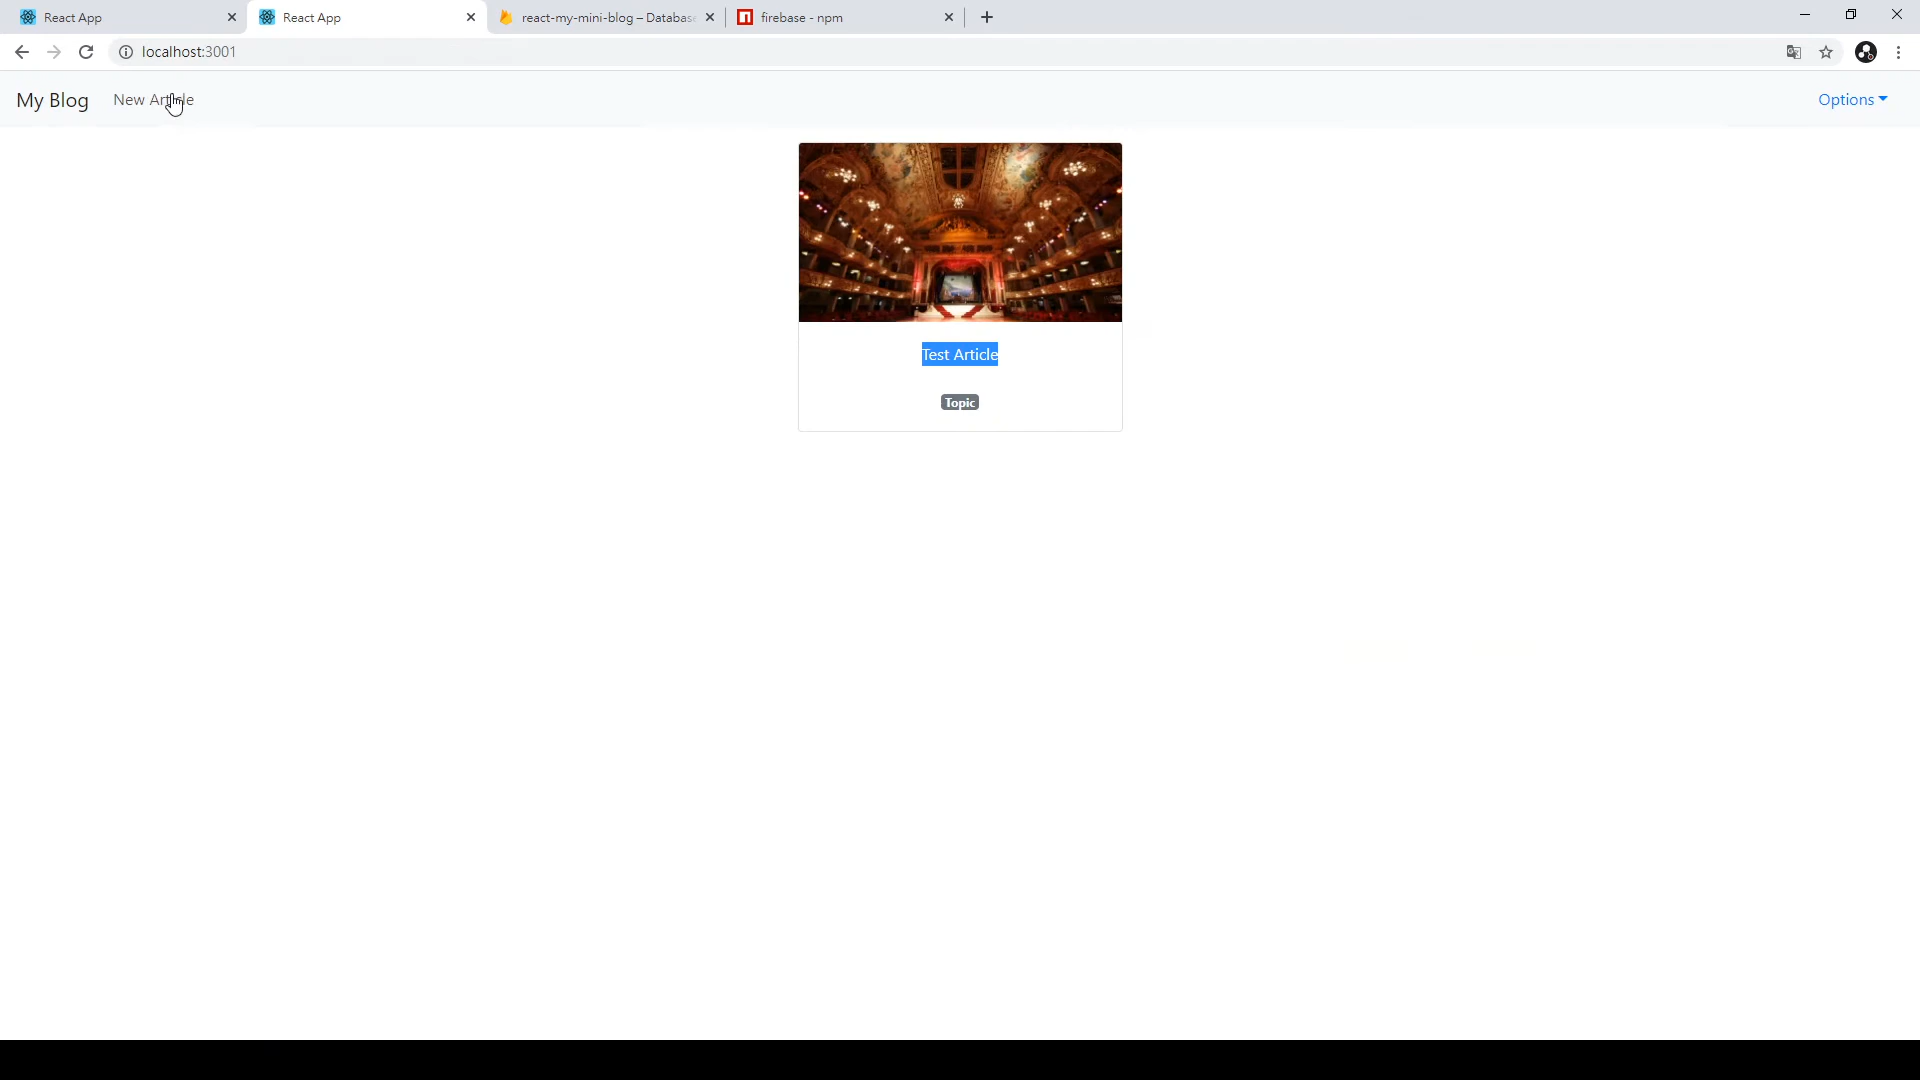 React App
React App
react-my-mini-blog – Databas
firebase - npm
localhost:3001
My Blog
New Article
Options
Test Article
Topic